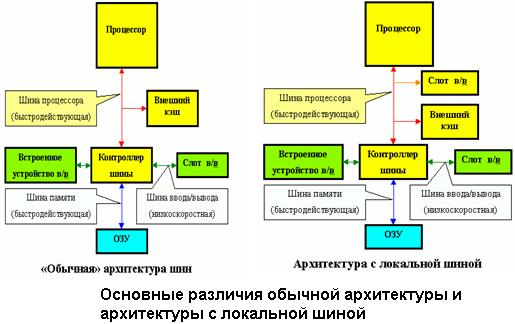 Процессор
Шина процессора
(быстродействующая)
Внешний
кэш
Встроенное
устройство в/в
Контроллер
шины
Слот в/в
Шина памяти
(быстродействующая)
Шина ввода/вывода
(низкоскоростная)
ОЗУ
«Обычная» архитектура шин
Процессор
Слот в/в
Шина процессора
(быстродействующая)
Внешний
кэш
Встроенное
устройство в/в
Контроллер
шины
Слот в/в
Шина памяти
(быстродействующая)
Шина ввода/вывода
(низкоскоростная)
ОЗУ
Архитектура с локальной шиной
Основные различия обычной архитектуры и
архитектуры с локальной шиной